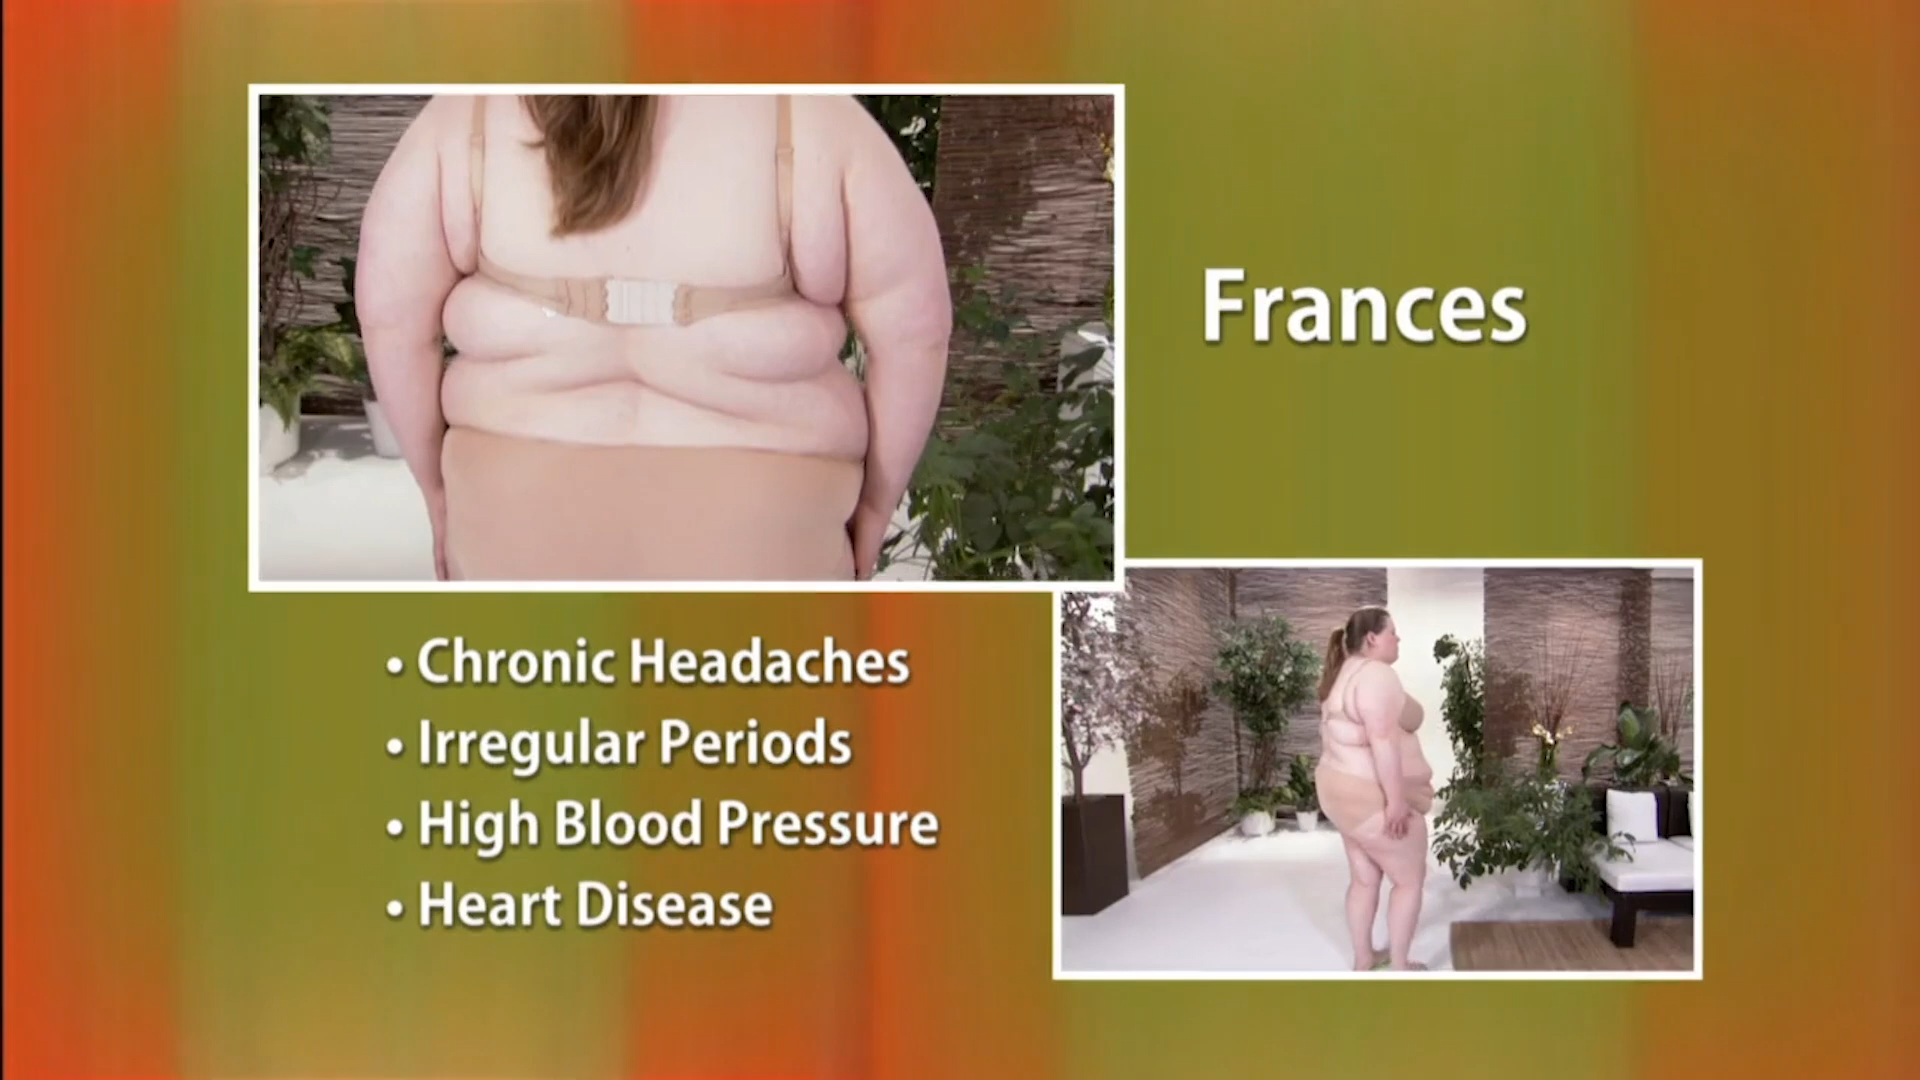 Frances
• Chronic Headaches
• Irregular Periods
• High Blood Pressure
• Heart Disease